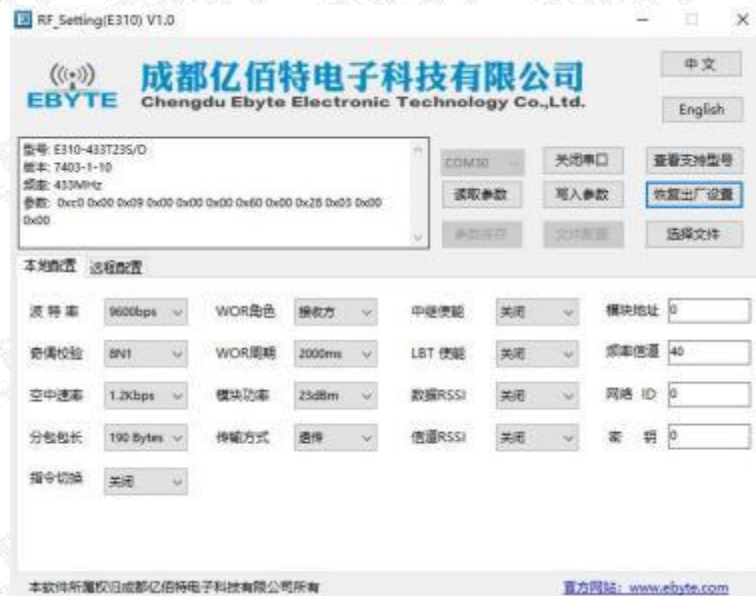 RF_Setting(E310) V1.0
EBYTE
成都亿佰特电子科技有限公司
Chengdu Ebyte Electronic Technology Co.,Ltd.
中文
English
型号: E310-433T23S/D
版本: 7403-1-10
频率: 433MHz
参数: 0xc0 0x00 0x09 0x00 0x00 0x00 0x60 0x00 0x28 0x03 0x00
0x00
COM30 关闭串口 查看支持型号
读取参数 写入参数 恢复出厂设置
参数保存 文件配置 选择文件
本地配置 远程配置
波特率 9600bps WOR角色 接收方 中继使能 关闭 模块地址 0
奇偶校验 8N1 WOR周期 2000ms LBT 使能 关闭 频率信道 40
空中速率 1.2Kbps 模块功率 23dBm 数据RSSI 关闭 网络 ID 0
分包包长 190 Bytes 传输方式 透传 信道RSSI 关闭 密钥 0
指令切换 关闭
本软件所属权归成都亿佰特电子科技有限公司所有 官方网站: www.ebyte.com